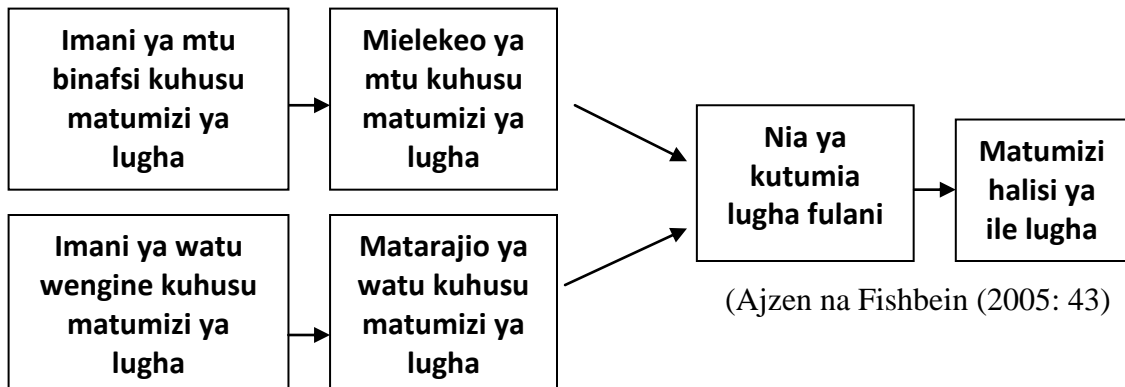 Imani ya mtu
binafsi kuhusu
matumizi ya
lugha
Mielekeo ya
mtu kuhusu
matumizi ya
lugha
Imani ya watu
wengine kuhusu
matumizi ya
lugha
Matarajio ya
watu kuhusu
matumizi ya
lugha
Nia ya
kutumia
lugha fulani
Matumizi
halisi ya
ile lugha
(Ajzen na Fishbein (2005: 43)